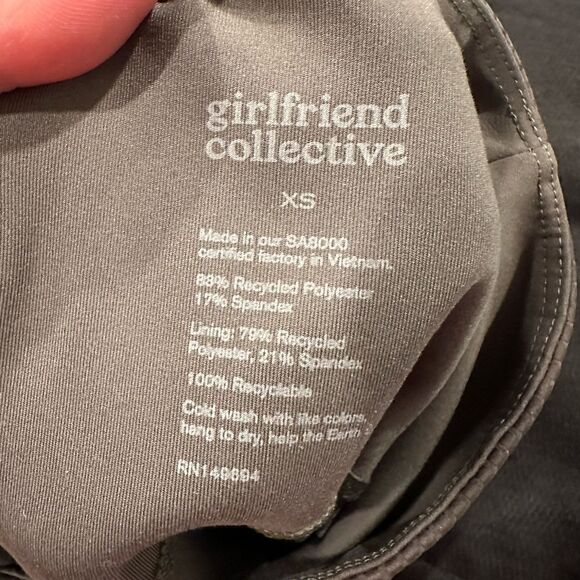 girlfriend
collective
XS
Made in our SA8000
certified factory in Vietnam.
83% Recycled Polyester
17% Spandex
Lining: 79% Recycled
Polyester, 21% Spandex
100% Recyclable
Cold wash with like colors,
hang to dry, help the Earth
RN149694